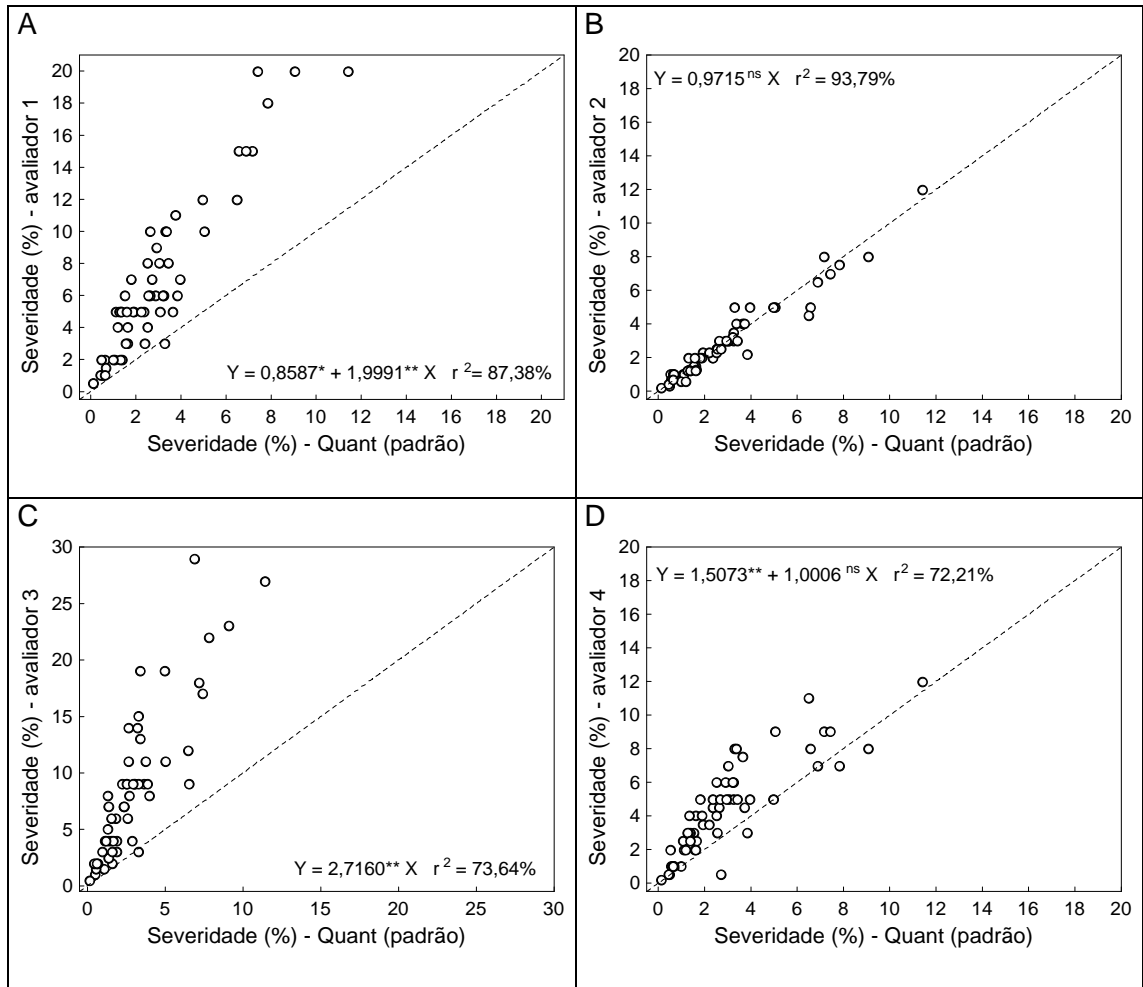 A
Severidade (%) - avaliador 1
20
18
16
14
12
10
8
6
4
2
0
Y = 0,8587* + 1,9991** X r 2= 87,38%
0 2 4 6 8 10 12 14 16 18 20
Severidade (%) - Quant (padrão)
B
Severidade (%) - avaliador 2
20
18
16
14
12
10
8
6
4
2
0
Y = 0,9715 ns X r2 = 93,79%
0 2 4 6 8 10 12 14 16 18 20
Severidade (%) - Quant (padrão)
C
Severidade (%) - avaliador 3
30
25
20
15
10
5
0
Y = 2,7160** X r 2 = 73,64%
0 5 10 15 20 25 30
Severidade (%) - Quant (padrão)
D
Severidade (%) - avaliador 4
20
18
16
14
12
10
8
6
4
2
0
Y = 1,5073** + 1,0006 ns X r 2 = 72,21%
0 2 4 6 8 10 12 14 16 18 20
Severidade (%) - Quant (padrão)